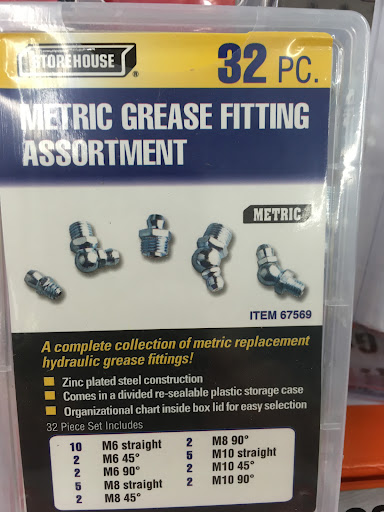 STOREHOUSE ®
32 PC.
METRIC GREASE FITTING
ASSORTMENT
METRIC
ITEM 67569
A complete collection of metric replacement
hydraulic grease fittings!
Zinc plated steel construction
Comes in a divided re-sealable plastic storage case
Organizational chart inside box lid for easy selection
32 Piece Set Includes
10 M6 straight
2 M6 45°
2 M6 90°
5 M8 straight
2 M8 45°
2 M8 90°
5 M10 straight
2 M10 45°
2 M10 90°